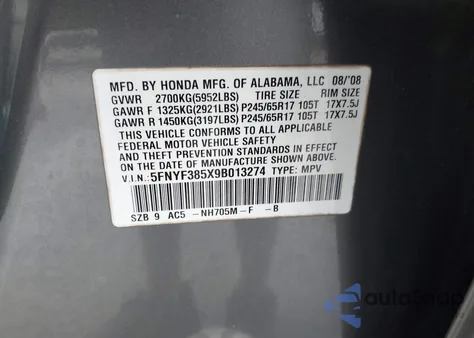 MFD. BY HONDA MFG. OF ALABAMA, LLC 08/'08
GVWR 2700KG(5952LBS) TIRE SIZE RIM SIZE
GAWR F 1325KG(2921LBS) P245/65R17 105T 17X7.5J
GAWR R 1450KG(3197LBS) P245/65R17 105T 17X7.5J
THIS VEHICLE CONFORMS TO ALL APPLICABLE
FEDERAL MOTOR VEHICLE SAFETY STANDARDS IN EFFECT
ON THE DATE OF MANUFACTURE SHOWN ABOVE.
V.I.N.: 5FNYF385X9B013274 TYPE: MPV
SZB 9 AC5 -NH705M-F -B